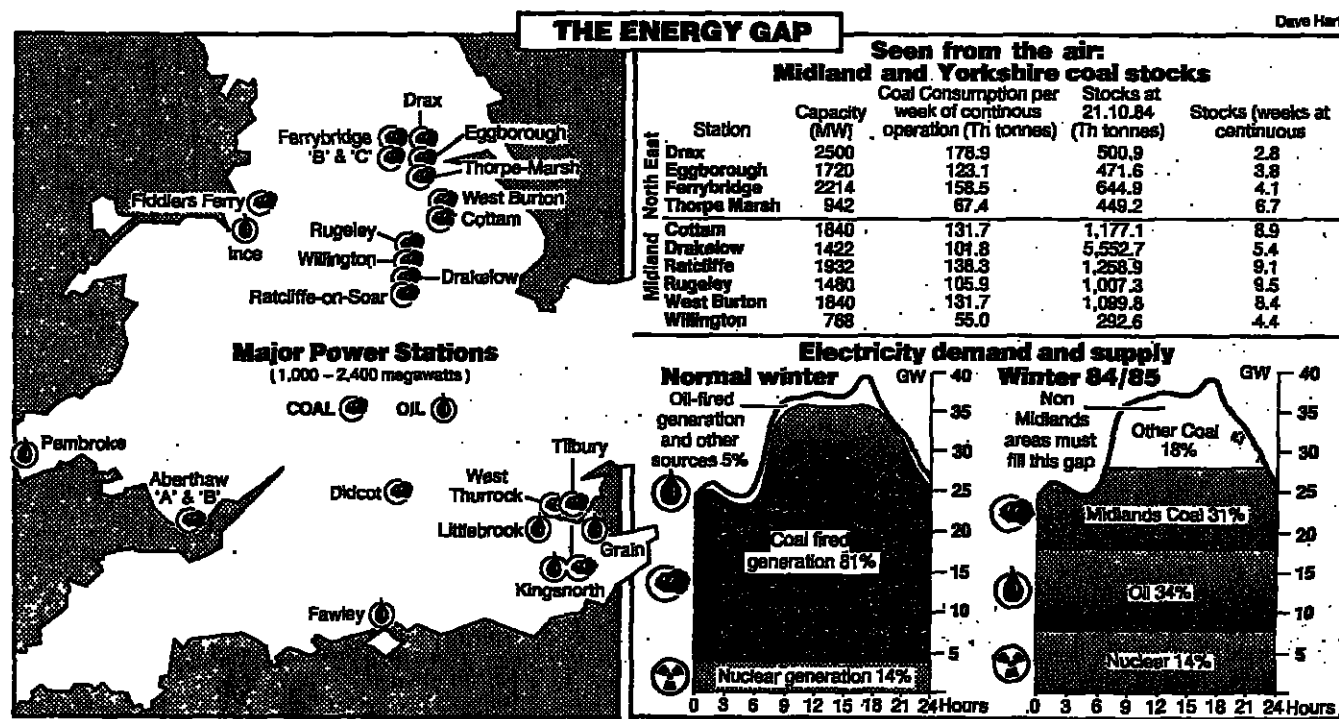 THE ENERGY GAP
Dave Hart
Drax
Ferrybridge
'B' & 'C'
Eggborough
Thorpe-Marsh
Fiddlers Ferry
West Burton
Cottam
Ince
Rugeley
Willington
Drakelow
Ratcliffe-on-Soar
Major Power Stations
(1,000 – 2,400 megawatts)
COAL OIL
Pembroke
Aberthaw
'A' & 'B'
Didcot
West
Thurrock
Tilbury
Littlebrook
Grain
Kingsnorth
Fawley
Seen from the air:
Midland and Yorkshire coal stocks
Station Capacity (MW) Coal Consumption per week of continous operation (Th tonnes) Stocks at 21.10.84 (Th tonnes) Stocks (weeks at continuous
North East
Drax 2500 178.9 500.9 2.8
Eggborough 1720 123.1 471.6 3.8
Ferrybridge 2214 158.5 644.9 4.1
Thorpe Marsh 942 67.4 449.2 6.7
Midland
Cottam 1840 131.7 1,177.1 8.9
Drakelow 1422 101.8 5,552.7 5.4
Ratcliffe 1932 138.3 1,258.9 9.1
Rugeley 1480 105.9 1,007.3 9.5
West Burton 1840 131.7 1,099.8 8.4
Willington 768 55.0 292.6 4.4
Electricity demand and supply
Normal winter
GW
Oil-fired
generation
and other
sources 5%
Coal fired
generation 81%
Nuclear generation 14%
40
35
30
25
20
15
10
5
0 3 6 9 12 15 18 21 24 Hours
Winter 84/85
GW
Non
Midlands
areas must
fill this gap
Other Coal
18%
Midlands Coal 31%
Oil 34%
Nuclear 14%
40
35
30
25
20
15
10
5
0 3 6 9 12 15 18 21 24 Hours